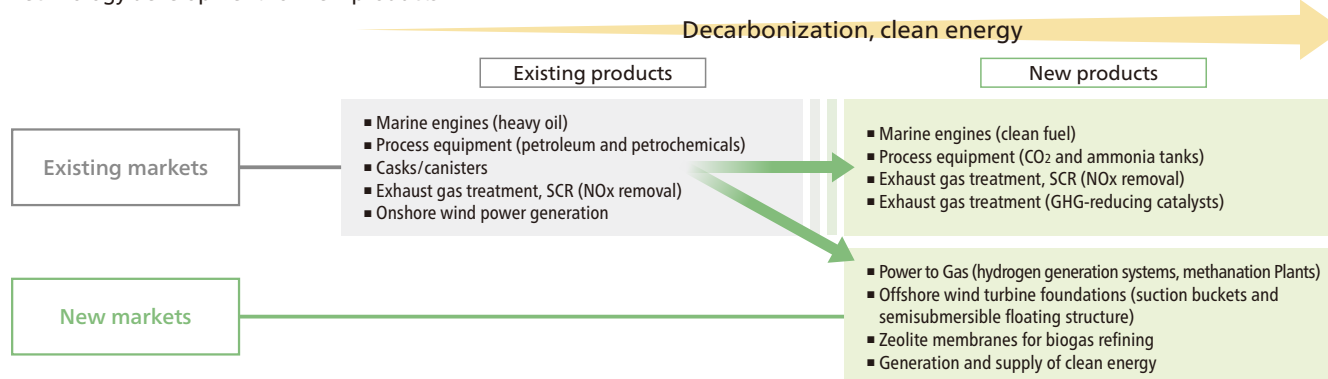 Decarbonization, clean energy
Existing products
New products
Existing markets
■ Marine engines (heavy oil)
■ Process equipment (petroleum and petrochemicals)
■ Casks/canisters
■ Exhaust gas treatment, SCR (NOx removal)
■ Onshore wind power generation
■ Marine engines (clean fuel)
■ Process equipment (CO2 and ammonia tanks)
■ Exhaust gas treatment, SCR (NOx removal)
■ Exhaust gas treatment (GHG-reducing catalysts)
New markets
■ Power to Gas (hydrogen generation systems, methanation Plants)
■ Offshore wind turbine foundations (suction buckets and
semisubmersible floating structure)
■ Zeolite membranes for biogas refining
■ Generation and supply of clean energy